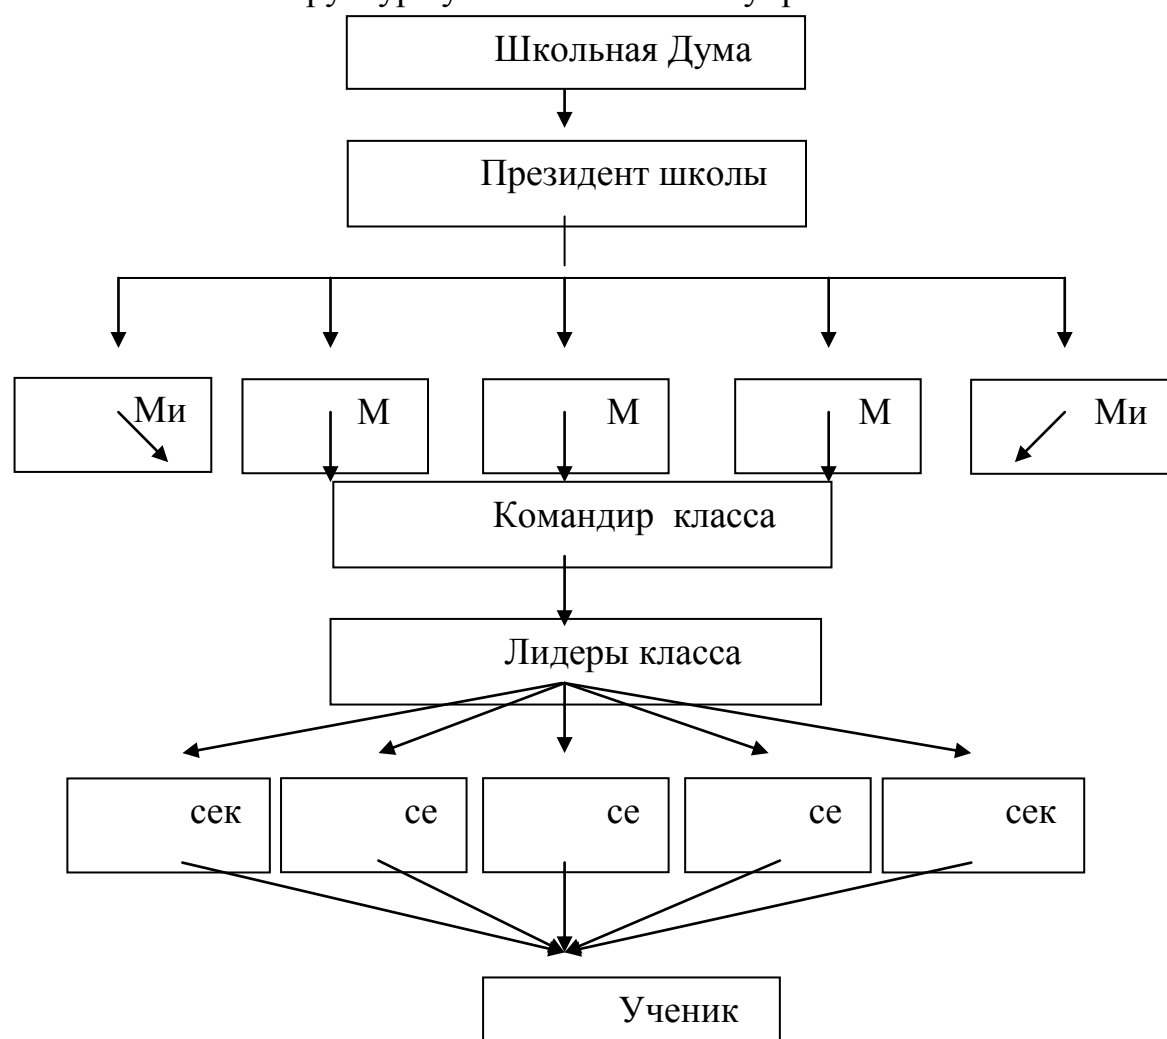 Школьная Дума
Президент школы
Ми М М М Ми
Командир класса
Лидеры класса
сек се се се сек
Ученик